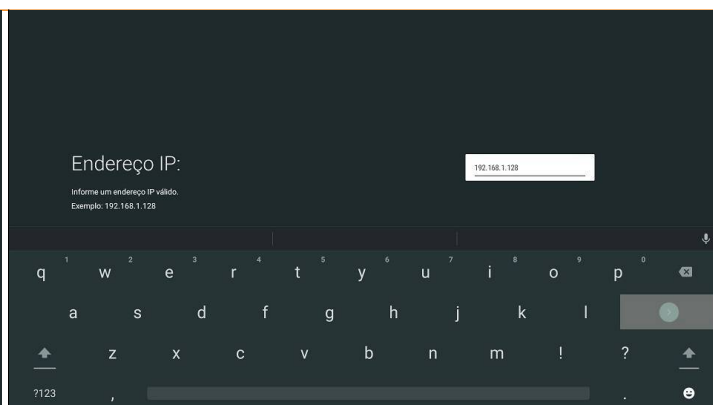 Endereço IP:
192.168.1.128
Informe um endereço IP válido.
Exemplo: 192.168.1.128
q 1 w 2 e 3 r 4 t 5 y 6 u 7 i 8 o 9 p 0
a s d f g h j k l
z x c v b n m ! ?
?123 , .